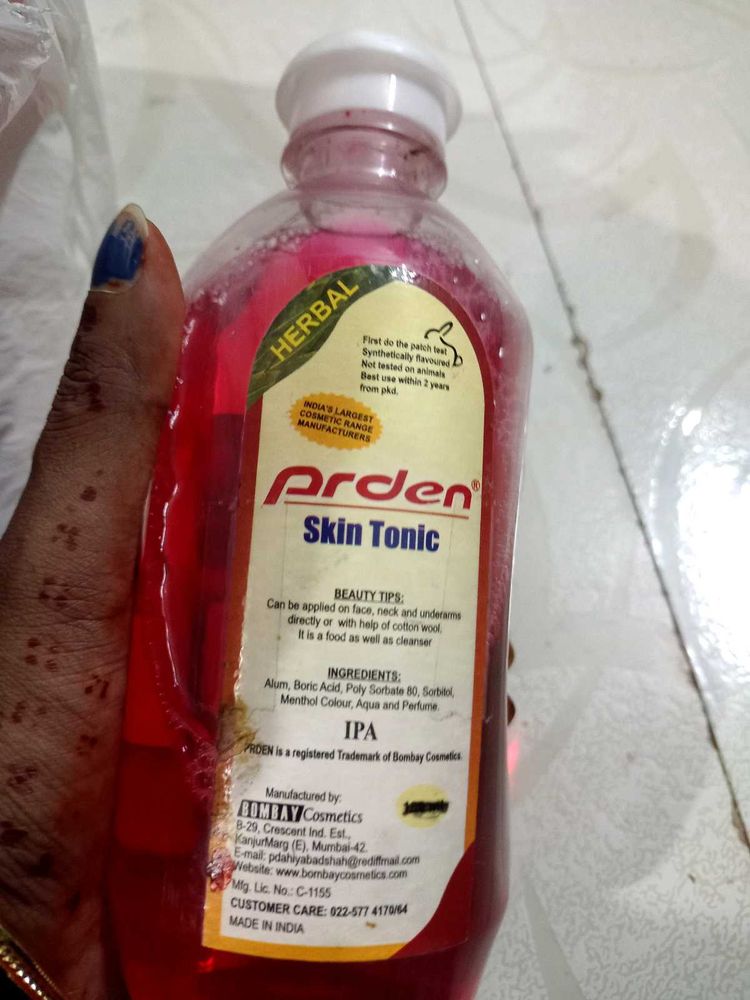 HERBAL
First do the patch test
Synthetically flavoured
Not tested on animals
Best use within 2 years
from pkd.
INDIA'S LARGEST
COSMETIC RANGE
MANUFACTURERS
Arden®
Skin Tonic
BEAUTY TIPS:
Can be applied on face, neck and underarms
directly or with help of cotton wool.
It is a food as well as cleanser
INGREDIENTS:
Alum, Boric Acid, Poly Sorbate 80, Sorbitol,
Menthol Colour, Aqua and Perfume.
IPA
PRDEN is a registered Trademark of Bombay Cosmetics.
Manufactured by:
BOMBAY Cosmetics
B-29, Crescent Ind. Est.,
KanjurMarg (E), Mumbai-42.
E-mail: pdahiyabadshah@rediffmail.com
Website: www.bombaycosmetics.com
Mfg. Lic. No.: C-1155
CUSTOMER CARE: 022-577 4170/64
MADE IN INDIA